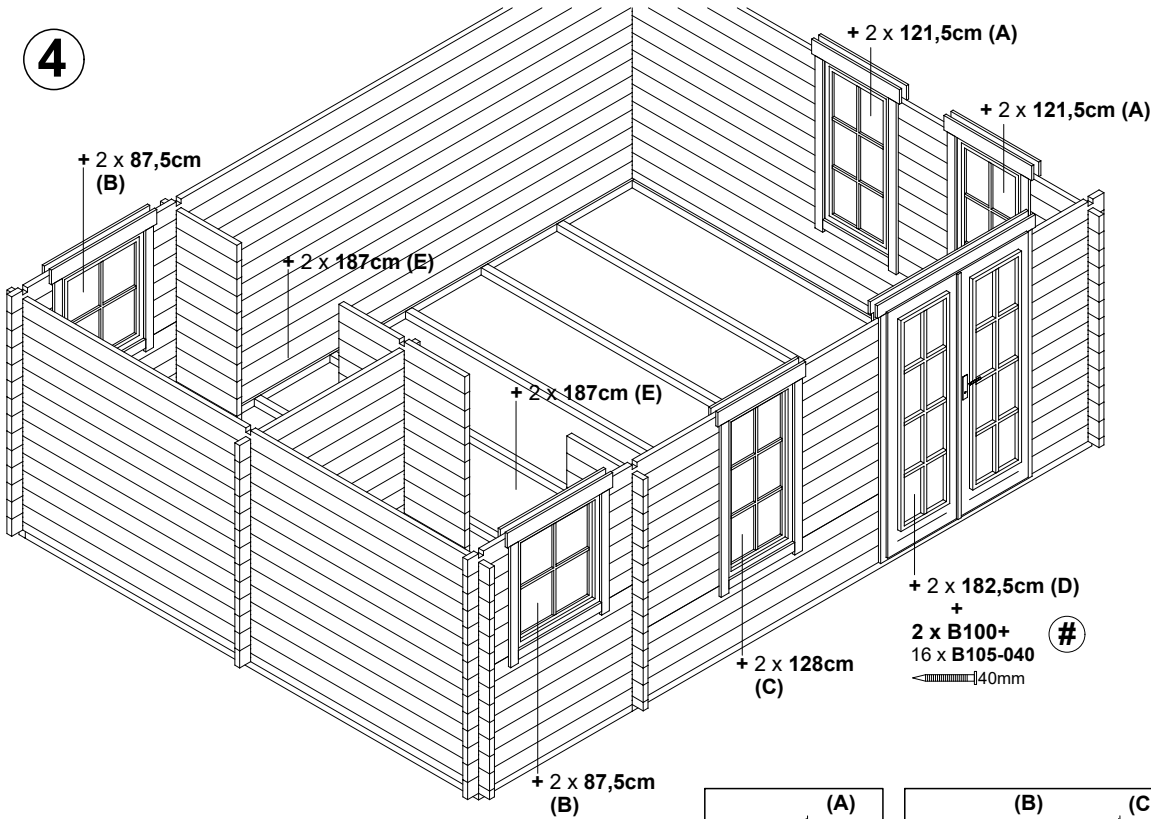 4
+ 2 x 121,5cm (A)
+ 2 x 121,5cm (A)
+ 2 x 87,5cm
(B)
+ 2 x 187cm (E)
+ 2 x 187cm (E)
+ 2 x 182,5cm (D)
+
2 x B100+
16 x B105-040
#
40mm
+ 2 x 128cm
(C)
+ 2 x 87,5cm
(B)
(A)
(B)
(C